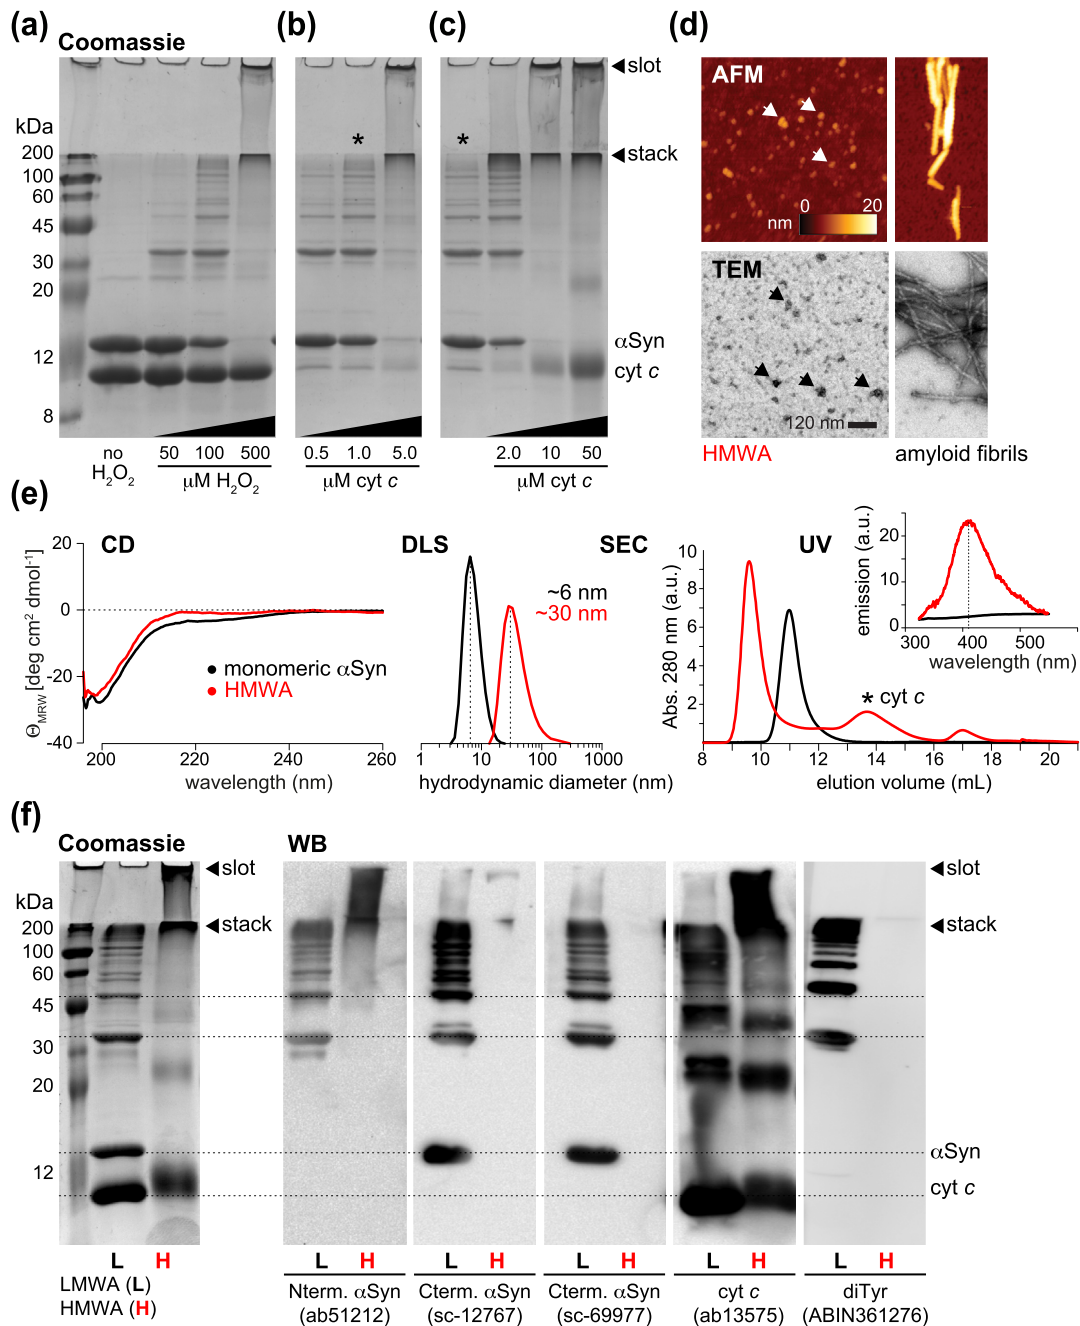 (a)
(b)
(c)
(d)
Coomassie
slot
AFM
kDa
200
100
60
45
30
20
12
8
*
*
stack
0
20
nm
TEM
αSyn
cyt c
120 nm
no
H2O2
50
100
500
μM H2O2
0.5
1.0
5.0
μM cyt c
2.0
10
50
μM cyt c
HMWA
amyloid fibrils
(e)
CD
DLS
SEC
UV
20
0
-20
-40
ΘMRW [deg cm² dmol⁻¹]
200
220
240
260
wavelength (nm)
monomeric αSyn
HMWA
~6 nm
~30 nm
1
10
100
1000
hydrodynamic diameter (nm)
10
8
6
4
2
Abs. 280 nm (a.u.)
* cyt c
8
10
12
14
16
18
20
elution volume (mL)
20
10
0
emission (a.u.)
300
400
500
wavelength (nm)
(f)
Coomassie
WB
kDa
200
100
60
45
30
20
12
slot
stack
slot
stack
αSyn
cyt c
L H
LMWA (L)
HMWA (H)
L H
Nterm. αSyn
(ab51212)
L H
Cterm. αSyn
(sc-12767)
L H
Cterm. αSyn
(sc-69977)
L H
cyt c
(ab13575)
L H
diTyr
(ABIN361276)